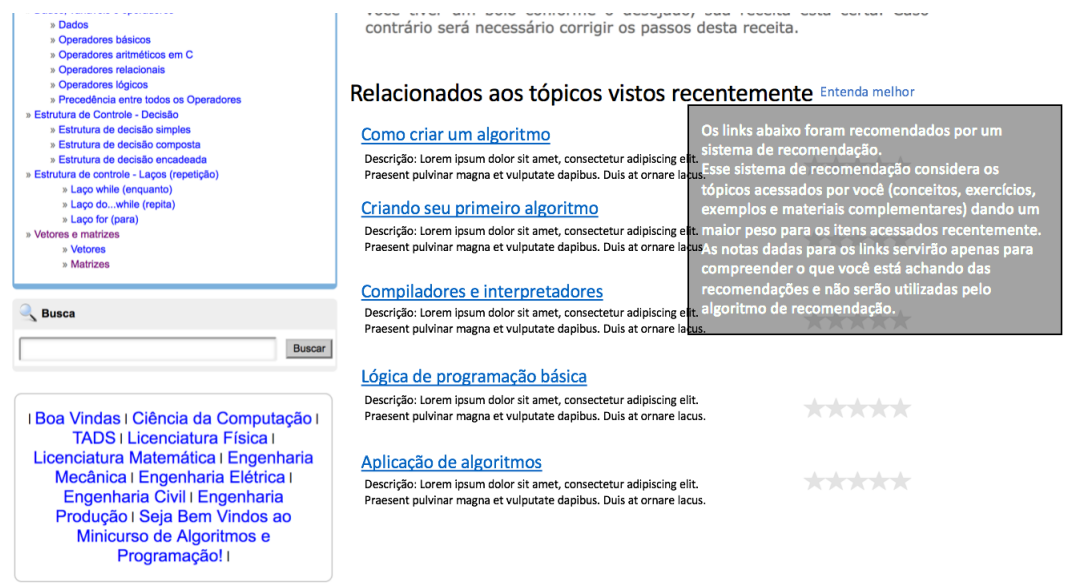 » Dados
» Operadores básicos
» Operadores aritméticos em C
» Operadores relacionais
» Operadores lógicos
» Precedência entre todos os Operadores
» Estrutura de Controle - Decisão
» Estrutura de decisão simples
» Estrutura de decisão composta
» Estrutura de decisão encadeada
» Estrutura de controle - Laços (repetição)
» Laço while (enquanto)
» Laço do...while (repita)
» Laço for (para)
» Vetores e matrizes
» Vetores
» Matrizes
Busca
Buscar
| Boa Vindas | Ciência da Computação |
TADS | Licenciatura Física |
Licenciatura Matemática | Engenharia
Mecânica | Engenharia Elétrica |
Engenharia Civil | Engenharia
Produção | Seja Bem Vindos ao
Minicurso de Algoritmos e
Programação! |
você tiver um bolo conforme o desejado, sua receita está certa. Caso
contrário será necessário corrigir os passos desta receita.
Relacionados aos tópicos vistos recentemente Entenda melhor
Como criar um algoritmo
Descrição: Lorem ipsum dolor sit amet, consectetur adipiscing elit.
Praesent pulvinar magna et vulputate dapibus. Duis at ornare lacus.
Criando seu primeiro algoritmo
Descrição: Lorem ipsum dolor sit amet, consectetur adipiscing elit.
Praesent pulvinar magna et vulputate dapibus. Duis at ornare lacus.
Compiladores e interpretadores
Descrição: Lorem ipsum dolor sit amet, consectetur adipiscing elit.
Praesent pulvinar magna et vulputate dapibus. Duis at ornare lacus.
Lógica de programação básica
Descrição: Lorem ipsum dolor sit amet, consectetur adipiscing elit.
Praesent pulvinar magna et vulputate dapibus. Duis at ornare lacus.
Aplicação de algoritmos
Descrição: Lorem ipsum dolor sit amet, consectetur adipiscing elit.
Praesent pulvinar magna et vulputate dapibus. Duis at ornare lacus.
Os links abaixo foram recomendados por um
sistema de recomendação.
Esse sistema de recomendação considera os
tópicos acessados por você (conceitos, exercícios,
exemplos e materiais complementares) dando um
maior peso para os itens acessados recentemente.
As notas dadas para os links servirão apenas para
compreender o que você está achando das
recomendações e não serão utilizadas pelo
algoritmo de recomendação.